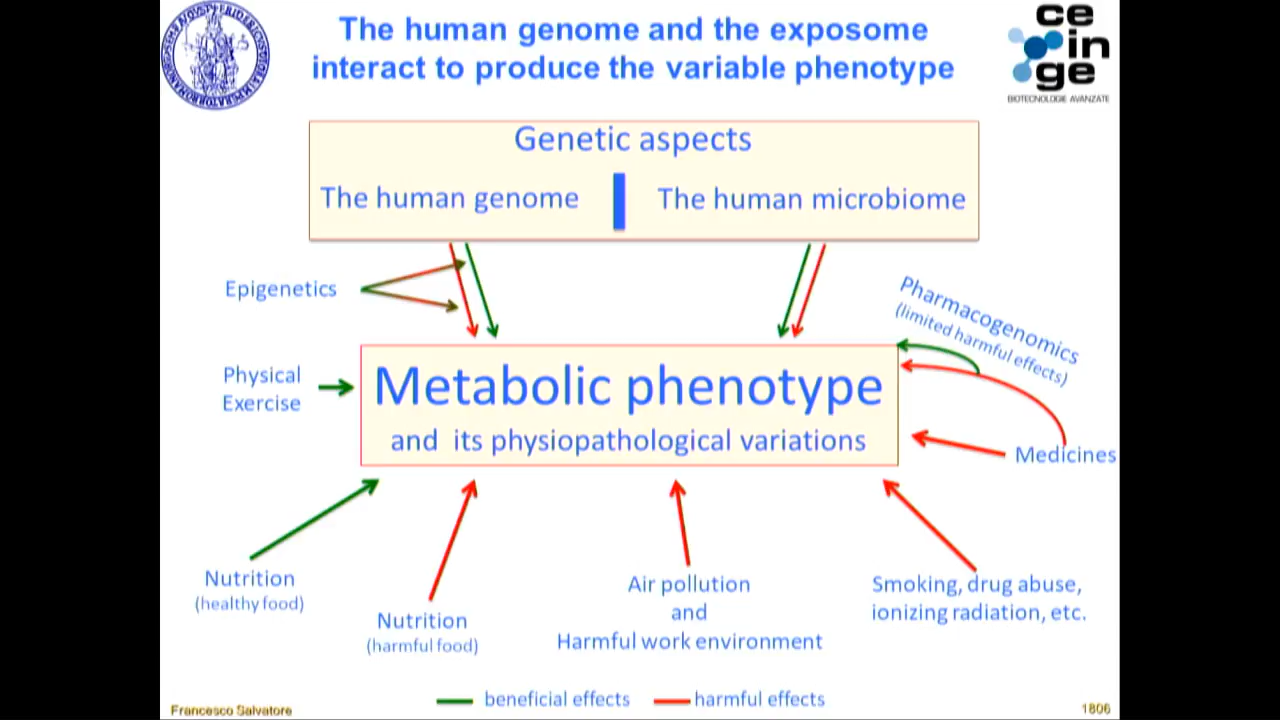 The human genome and the exposome
interact to produce the variable phenotype
ce
in
ge
BIOTECNOLOGIE AVANZATE
Genetic aspects
The human genome
The human microbiome
Epigenetics
Pharmacogenomics
(limited harmful effects)
Physical
Exercise
Metabolic phenotype
and its physiopathological variations
Medicines
Nutrition
(healthy food)
Nutrition
(harmful food)
Air pollution
and
Harmful work environment
Smoking, drug abuse,
ionizing radiation, etc.
beneficial effects
harmful effects
Francesco Salvatore
1806